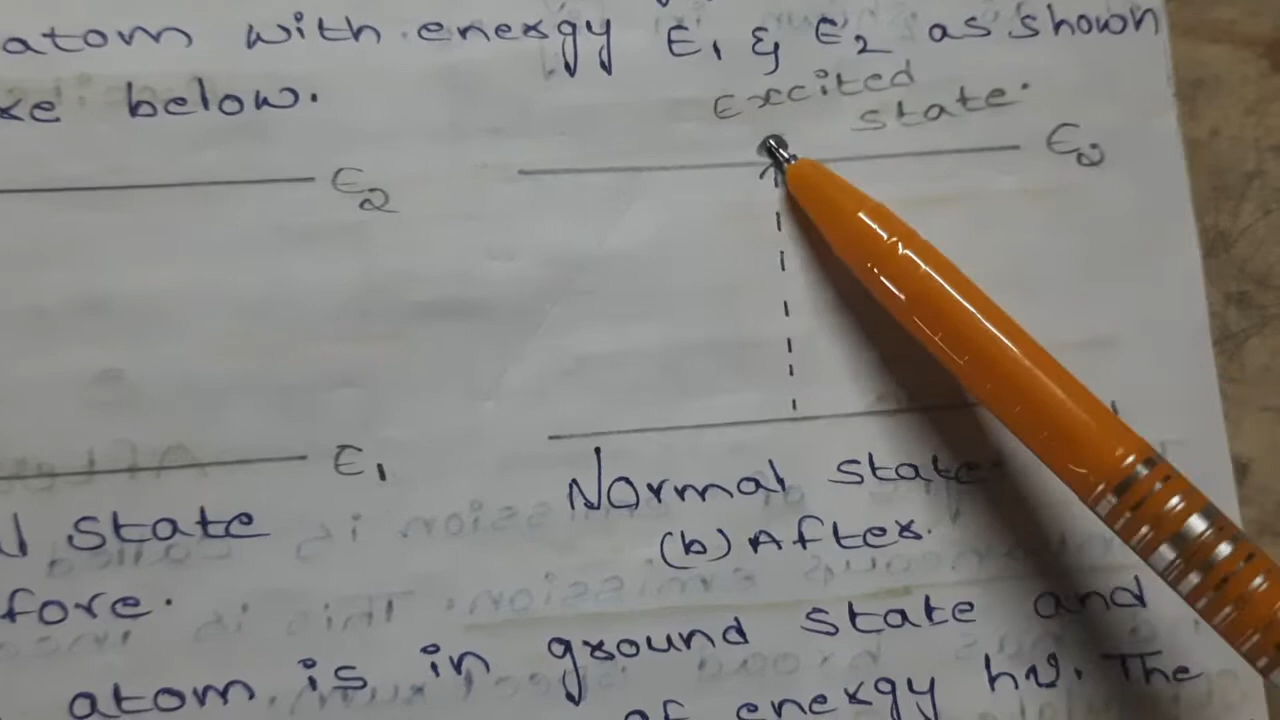 atom with energy E1 & E2 as shown
below.
Excited
state.
E2
E2
E1
Normal state
state
(b) After.
fore.
atom is in ground state and
of energy hν. The